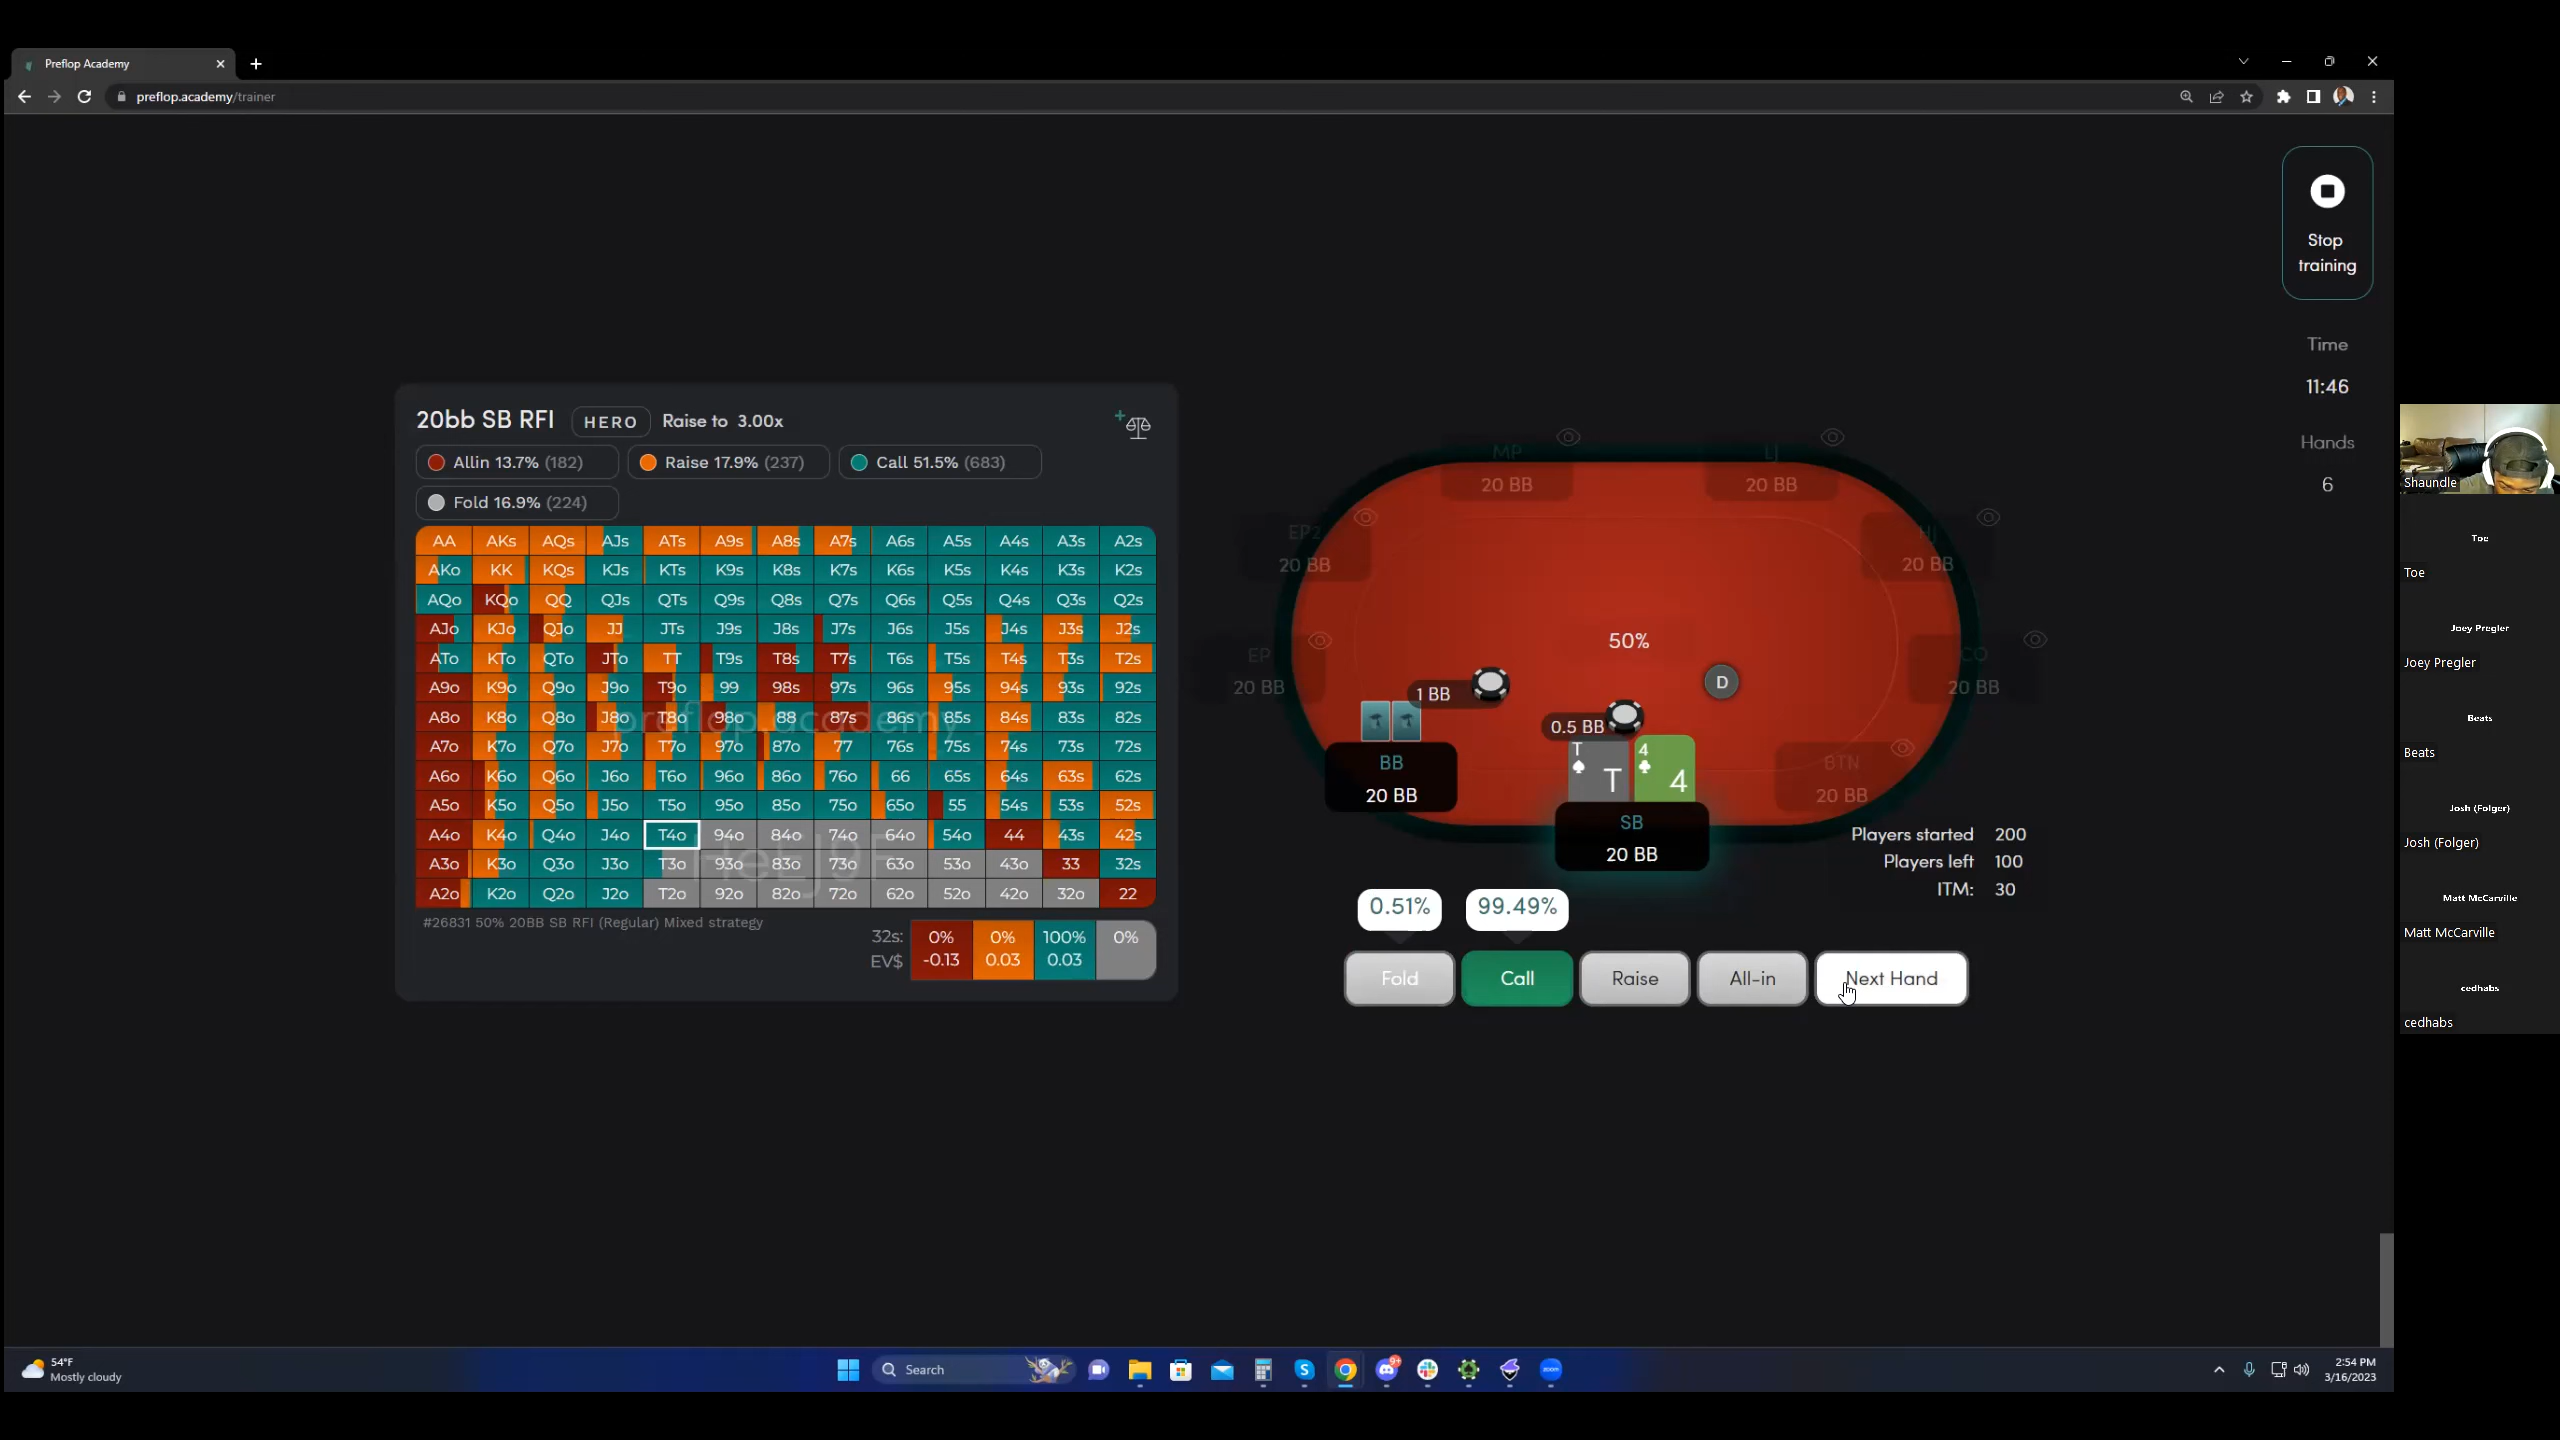 Preflop Academy
preflop.academy/trainer
Stop
training
Time
11:46
Hands
6
20bb SB RFI HERO Raise to 3.00x
Allin 13.7% (182) Raise 17.9% (237) Call 51.5% (683)
Fold 16.9% (224)
AA AKs AQs AJs ATs A9s A8s A7s A6s A5s A4s A3s A2s
AKo KK KQs KJs KTs K9s K8s K7s K6s K5s K4s K3s K2s
AQo KQo QQ QJs QTs Q9s Q8s Q7s Q6s Q5s Q4s Q3s Q2s
AJo KJo QJo JJ JTs J9s J8s J7s J6s J5s J4s J3s J2s
ATo KTo QTo JTo TT T9s T8s T7s T6s T5s T4s T3s T2s
A9o K9o Q9o J9o T9o 99 98s 97s 96s 95s 94s 93s 92s
A8o K8o Q8o J8o T8o 98o 88 87s 86s 85s 84s 83s 82s
A7o K7o Q7o J7o T7o 97o 87o 77 76s 75s 74s 73s 72s
A6o K6o Q6o J6o T6o 96o 86o 76o 66 65s 64s 63s 62s
A5o K5o Q5o J5o T5o 95o 85o 75o 65o 55 54s 53s 52s
A4o K4o Q4o J4o T4o 94o 84o 74o 64o 54o 44 43s 42s
A3o K3o Q3o J3o T3o 93o 83o 73o 63o 53o 43o 33 32s
A2o K2o Q2o J2o T2o 92o 82o 72o 62o 52o 42o 32o 22
preflop.academy
#26831 50% 20BB SB RFI (Regular) Mixed strategy
32s: 0% 0% 100% 0%
EV$ -0.13 0.03 0.03
MP
20 BB
LJ
20 BB
EP2
20 BB
HJ
20 BB
EP
20 BB
CO
20 BB
50%
D
1 BB
0.5 BB
T
T
4
4
BB
20 BB
SB
20 BB
BTN
20 BB
Players started 200
Players left 100
ITM: 30
0.51% 99.49%
Fold Call Raise All-in Next Hand
Shaundle
Toe
Toe
Joey Pregler
Joey Pregler
Beats
Beats
Josh (Folger)
Josh (Folger)
Matt McCarville
Matt McCarville
cedhabs
cedhabs
54°F
Mostly cloudy
Search
9+
zoom
2:54 PM
3/16/2023